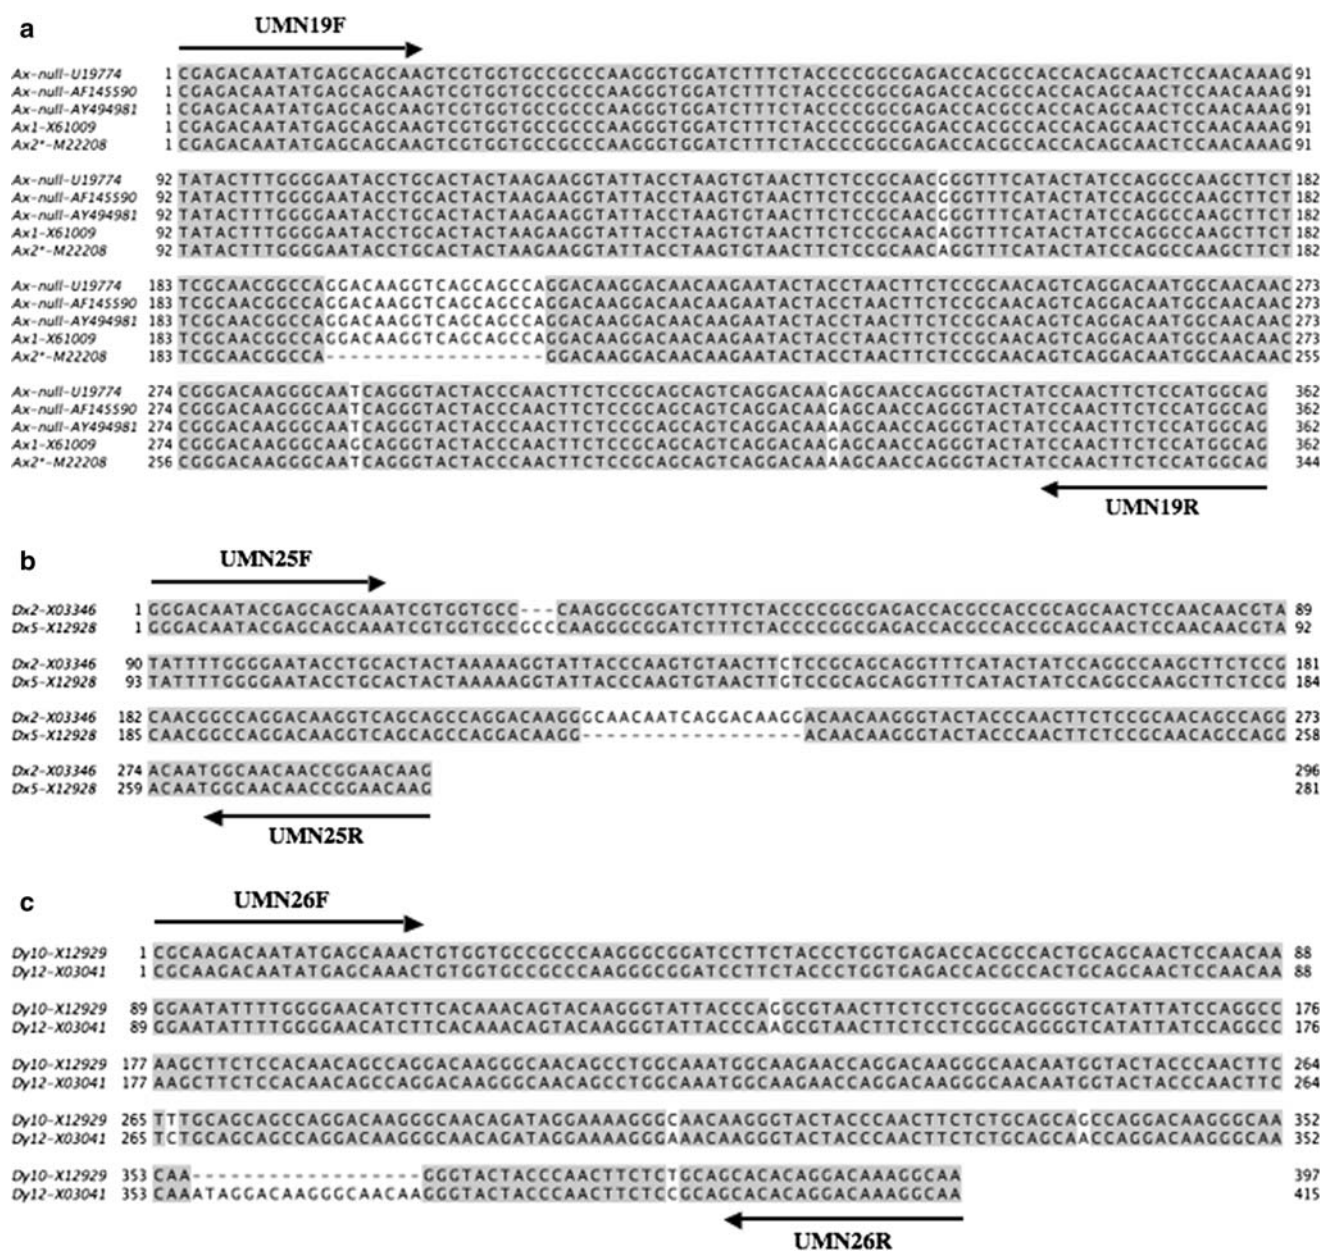 a
UMN19F
Ax-null-U19774 1 CGAGACAATATGAGCAGCAAGTCGTGGTGCCGCCCAAGGGTGGATCTTTCTACCCCGGCGAGACCACGCCACCACAGCAACTCCAACAAAG 91
Ax-null-AF145590 1 CGAGACAATATGAGCAGCAAGTCGTGGTGCCGCCCAAGGGTGGATCTTTCTACCCCGGCGAGACCACGCCACCACAGCAACTCCAACAAAG 91
Ax-null-AY494981 1 CGAGACAATATGAGCAGCAAGTCGTGGTGCCGCCCAAGGGTGGATCTTTCTACCCCGGCGAGACCACGCCACCACAGCAACTCCAACAAAG 91
Ax1-X61009 1 CGAGACAATATGAGCAGCAAGTCGTGGTGCCGCCCAAGGGTGGATCTTTCTACCCCGGCGAGACCACGCCACCACAGCAACTCCAACAAAG 91
Ax2*-M22208 1 CGAGACAATATGAGCAGCAAGTCGTGGTGCCGCCCAAGGGTGGATCTTTCTACCCCGGCGAGACCACGCCACCACAGCAACTCCAACAAAG 91
Ax-null-U19774 92 TATACTTTGGGGAATACCTGCACTACTAAGAAGGTATTACCTAAGTGTAACTTCTCCGCAACGGGTTTCATACTATCCAGGCCAAGCTTCT 182
Ax-null-AF145590 92 TATACTTTGGGGAATACCTGCACTACTAAGAAGGTATTACCTAAGTGTAACTTCTCCGCAACGGGTTTCATACTATCCAGGCCAAGCTTCT 182
Ax-null-AY494981 92 TATACTTTGGGGAATACCTGCACTACTAAGAAGGTATTACCTAAGTGTAACTTCTCCGCAACGGGTTTCATACTATCCAGGCCAAGCTTCT 182
Ax1-X61009 92 TATACTTTGGGGAATACCTGCACTACTAAGAAGGTATTACCTAAGTGTAACTTCTCCGCAACAGGTTTCATACTATCCAGGCCAAGCTTCT 182
Ax2*-M22208 92 TATACTTTGGGGAATACCTGCACTACTAAGAAGGTATTACCTAAGTGTAACTTCTCCGCAACAGGTTTCATACTATCCAGGCCAAGCTTCT 182
Ax-null-U19774 183 TCGCAACGGCCAGGACAAGGTCAGCAGCCAGGACAAGGACAACAAGAATACTACCTAACTTCTCCGCAACAGTCAGGACAATGGCAACAAC 273
Ax-null-AF145590 183 TCGCAACGGCCAGGACAAGGTCAGCAGCCAGGACAAGGACAACAAGAATACTACCTAACTTCTCCGCAACAGTCAGGACAATGGCAACAAC 273
Ax-null-AY494981 183 TCGCAACGGCCAGGACAAGGTCAGCAGCCAGGACAAGGACAACAAGAATACTACCTAACTTCTCCGCAACAGTCAGGACAATGGCAACAAC 273
Ax1-X61009 183 TCGCAACGGCCAGGACAAGGTCAGCAGCCAGGACAAGGACAACAAGAATACTACCTAACTTCTCCGCAACAGTCAGGACAATGGCAACAAC 273
Ax2*-M22208 183 TCGCAACGGCCA------------------GGACAAGGACAACAAGAATACTACCTAACTTCTCCGCAACAGTCAGGACAATGGCAACAAC 255
Ax-null-U19774 274 CGGGACAAGGGCAATCAGGGTACTACCCAACTTCTCCGCAGCAGTCAGGACAAGAGCAACCAGGGTACTATCCAACTTCTCCATGGCAG 362
Ax-null-AF145590 274 CGGGACAAGGGCAATCAGGGTACTACCCAACTTCTCCGCAGCAGTCAGGACAAGAGCAACCAGGGTACTATCCAACTTCTCCATGGCAG 362
Ax-null-AY494981 274 CGGGACAAGGGCAATCAGGGTACTACCCAACTTCTCCGCAGCAGTCAGGACAAAAGCAACCAGGGTACTATCCAACTTCTCCATGGCAG 362
Ax1-X61009 274 CGGGACAAGGGCAAGCAGGGTACTACCCAACTTCTCCGCAGCAGTCAGGACAAGAGCAACCAGGGTACTATCCAACTTCTCCATGGCAG 362
Ax2*-M22208 256 CGGGACAAGGGCAATCAGGGTACTACCCAACTTCTCCGCAGCAGTCAGGACAAAAGCAACCAGGGTACTATCCAACTTCTCCATGGCAG 344
UMN19R
b
UMN25F
Dx2-X03346 1 GGGACAATACGAGCAGCAAATCGTGGTGCC---CAAGGGCGGATCTTTCTACCCCGGCGAGACCACGCCACCGCAGCAACTCCAACAACGTA 89
Dx5-X12928 1 GGGACAATACGAGCAGCAAATCGTGGTGCCGCCCAAGGGCGGATCTTTCTACCCCGGCGAGACCACGCCACCGCAGCAACTCCAACAACGTA 92
Dx2-X03346 90 TATTTTGGGGAATACCTGCACTACTAAAAAGGTATTACCCAAGTGTAACTTCTCCGCAGCAGGTTTCATACTATCCAGGCCAAGCTTCTCCG 181
Dx5-X12928 93 TATTTTGGGGAATACCTGCACTACTAAAAAGGTATTACCCAAGTGTAACTTGTCCGCAGCAGGTTTCATACTATCCAGGCCAAGCTTCTCCG 184
Dx2-X03346 182 CAACGGCCAGGACAAGGTCAGCAGCCAGGACAAGGGCAACAATCAGGACAAGGACAACAAGGGTACTACCCAACTTCTCCGCAACAGCCAGG 273
Dx5-X12928 185 CAACGGCCAGGACAAGGTCAGCAGCCAGGACAAGG------------------ACAACAAGGGTACTACCCAACTTCTCCGCAACAGCCAGG 258
Dx2-X03346 274 ACAATGGCAACAACCGGAACAAG 296
Dx5-X12928 259 ACAATGGCAACAACCGGAACAAG 281
UMN25R
c
UMN26F
Dy10-X12929 1 CGCAAGACAATATGAGCAAACTGTGGTGCCGCCCAAGGGCGGATCCTTCTACCCTGGTGAGACCACGCCACTGCAGCAACTCCAACAA 88
Dy12-X03041 1 CGCAAGACAATATGAGCAAACTGTGGTGCCGCCCAAGGGCGGATCCTTCTACCCTGGTGAGACCACGCCACTGCAGCAACTCCAACAA 88
Dy10-X12929 89 GGAATATTTTGGGGAACATCTTCACAAACAGTACAAGGGTATTACCCAGGCGTAACTTCTCCTCGGCAGGGGTCATATTATCCAGGCC 176
Dy12-X03041 89 GGAATATTTTGGGGAACATCTTCACAAACAGTACAAGGGTATTACCCAAGCGTAACTTCTCCTCGGCAGGGGTCATATTATCCAGGCC 176
Dy10-X12929 177 AAGCTTCTCCACAACAGCCAGGACAAGGGCAACAGCCTGGCAAATGGCAAGAACCAGGACAAGGGCAACAATGGTACTACCCAACTTC 264
Dy12-X03041 177 AAGCTTCTCCACAACAGCCAGGACAAGGGCAACAGCCTGGCAAATGGCAAGAACCAGGACAAGGGCAACAATGGTACTACCCAACTTC 264
Dy10-X12929 265 TTTGCAGCAGCCAGGACAAGGGCAACAGATAGGAAAAGGGCAACAAGGGTACTACCCAACTTCTCTGCAGCAGCCAGGACAAGGGCAA 352
Dy12-X03041 265 TCTGCAGCAGCCAGGACAAGGGCAACAGATAGGAAAAGGGAAACAAGGGTACTACCCAACTTCTCTGCAGCAACCAGGACAAGGGCAA 352
Dy10-X12929 353 CAA------------------GGGTACTACCCAACTTCTCTGCAGCACACAGGACAAAGGCAA 397
Dy12-X03041 353 CAAATAGGACAAGGGCAACAAGGGTACTACCCAACTTCTCCGCAGCACACAGGACAAAGGCAA 415
UMN26R